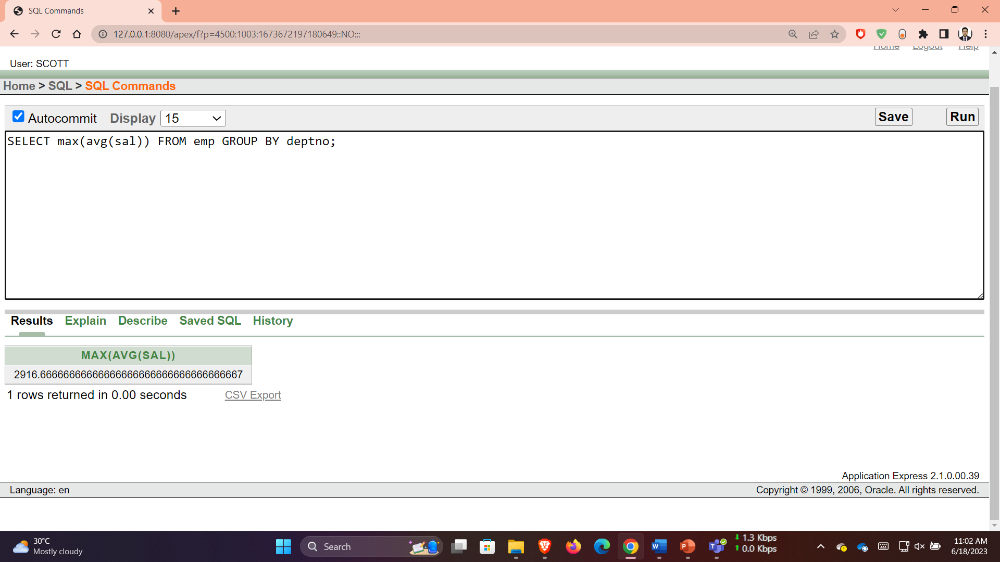 SQL Commands
127.0.0.1:8080/apex/f?p=4500:1003:1673672197180649::NO:::
Home Logout Help
User: SCOTT
Home > SQL > SQL Commands
Autocommit Display 15 Save Run
SELECT max(avg(sal)) FROM emp GROUP BY deptno;
Results Explain Describe Saved SQL History
MAX(AVG(SAL))
2916.66666666666666666666666666666667
1 rows returned in 0.00 seconds CSV Export
Application Express 2.1.0.00.39
Language: en Copyright © 1999, 2006, Oracle. All rights reserved.
30°C
Mostly cloudy
Search
1.3 Kbps
0.0 Kbps
11:02 AM
6/18/2023